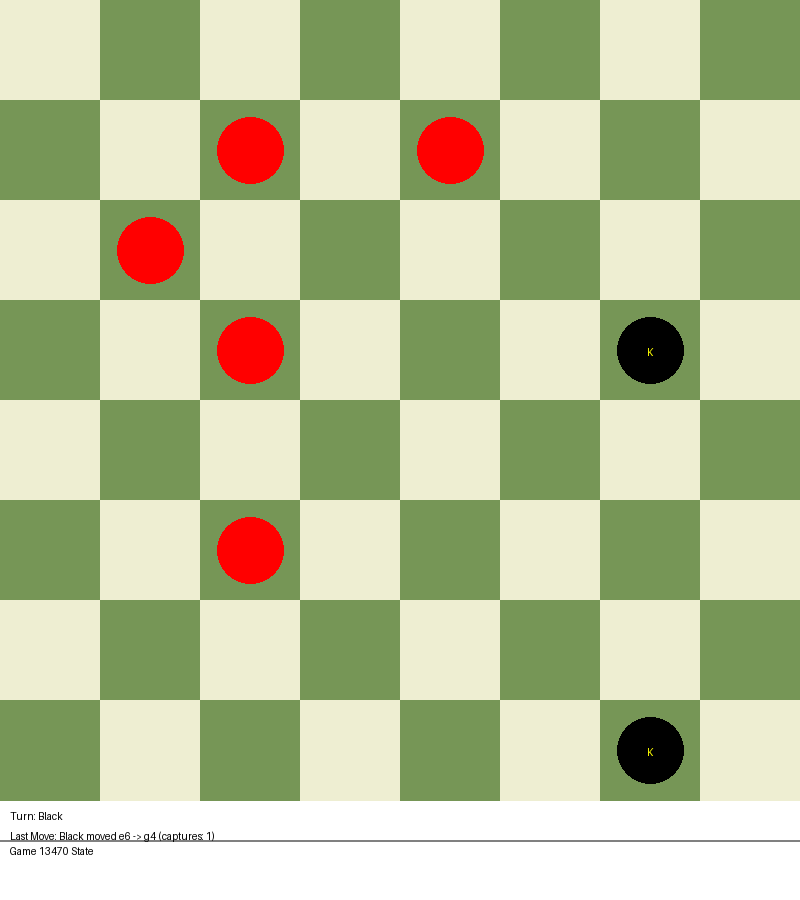 K
K
Turn: Black
Last Move: Black moved e6 -> g4 (captures: 1)
Game 13470 State